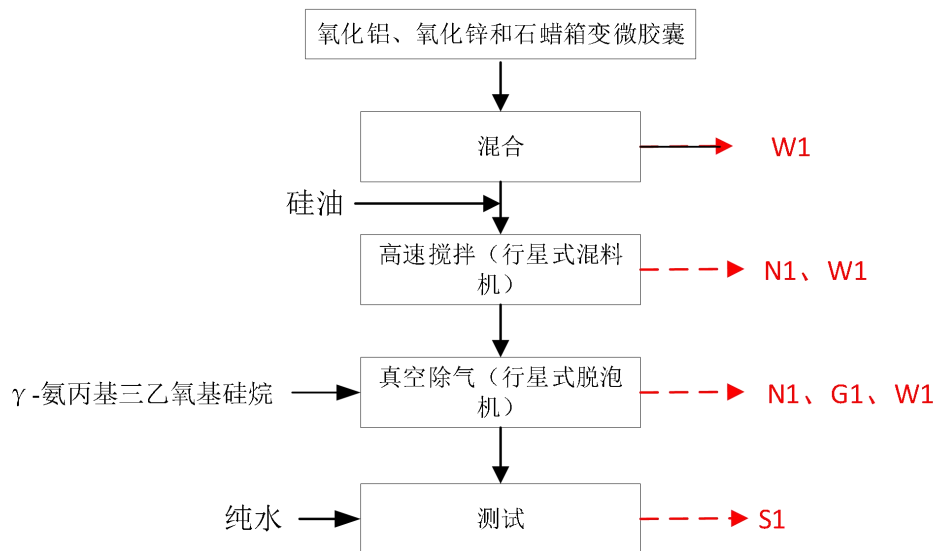 氧化铝、氧化锌和石蜡箱变微胶囊
混合
W1
硅油
高速搅拌（行星式混料
机）
N1、W1
γ-氨丙基三乙氧基硅烷
真空除气（行星式脱泡
机）
N1、G1、W1
纯水
测试
S1